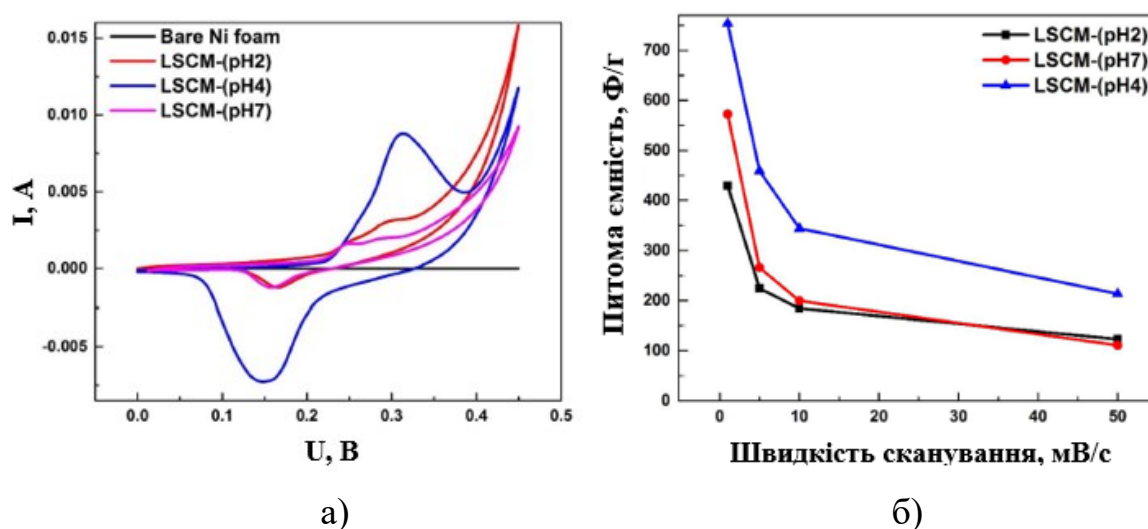 Bare Ni foam
LSCM-(pH2)
LSCM-(pH4)
LSCM-(pH7)
0.015
0.010
0.005
0.000
-0.005
I, A
0.0 0.1 0.2 0.3 0.4 0.5
U, В
а)
LSCM-(pH2)
LSCM-(pH7)
LSCM-(pH4)
700
600
500
400
300
200
100
0
Питома ємність, Ф/г
0 10 20 30 40 50
Швидкість сканування, мВ/с
б)